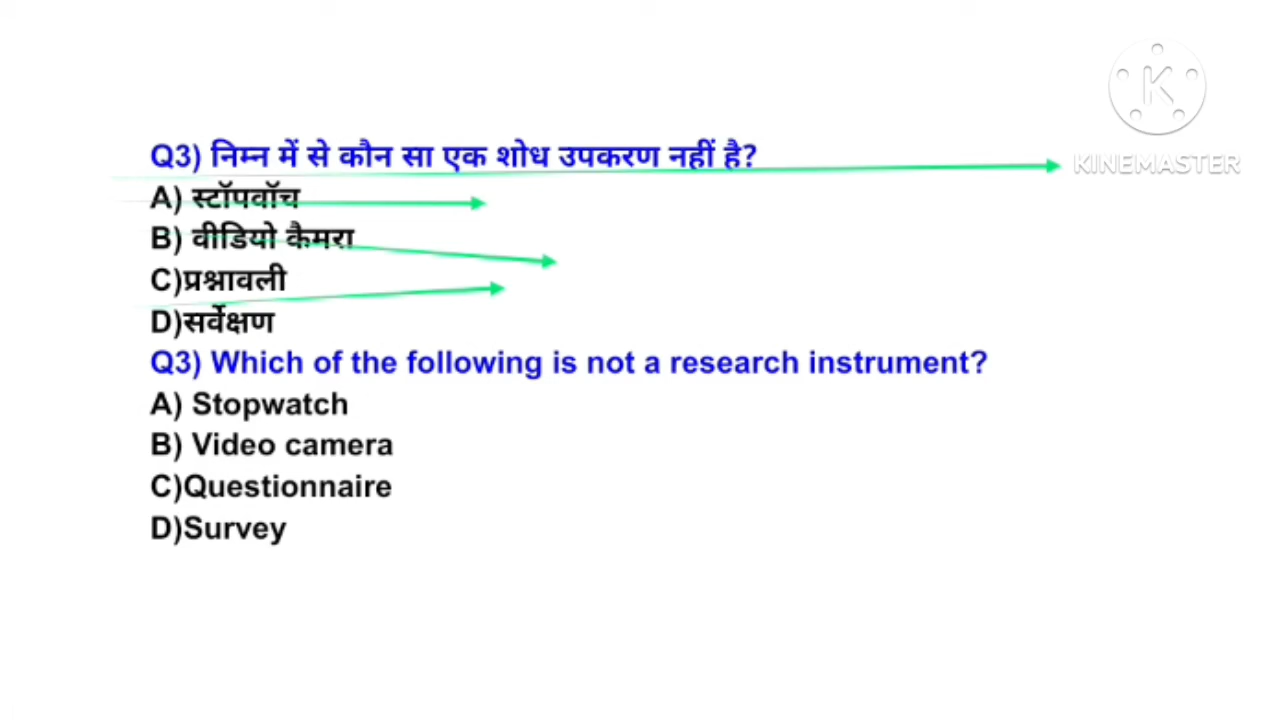 Q3) निम्न में से कौन सा एक शोध उपकरण नहीं है?
KINEMASTER
A) स्टॉपवॉच
B) वीडियो कैमरा
C)प्रश्नावली
D)सर्वेक्षण
Q3) Which of the following is not a research instrument?
A) Stopwatch
B) Video camera
C)Questionnaire
D)Survey